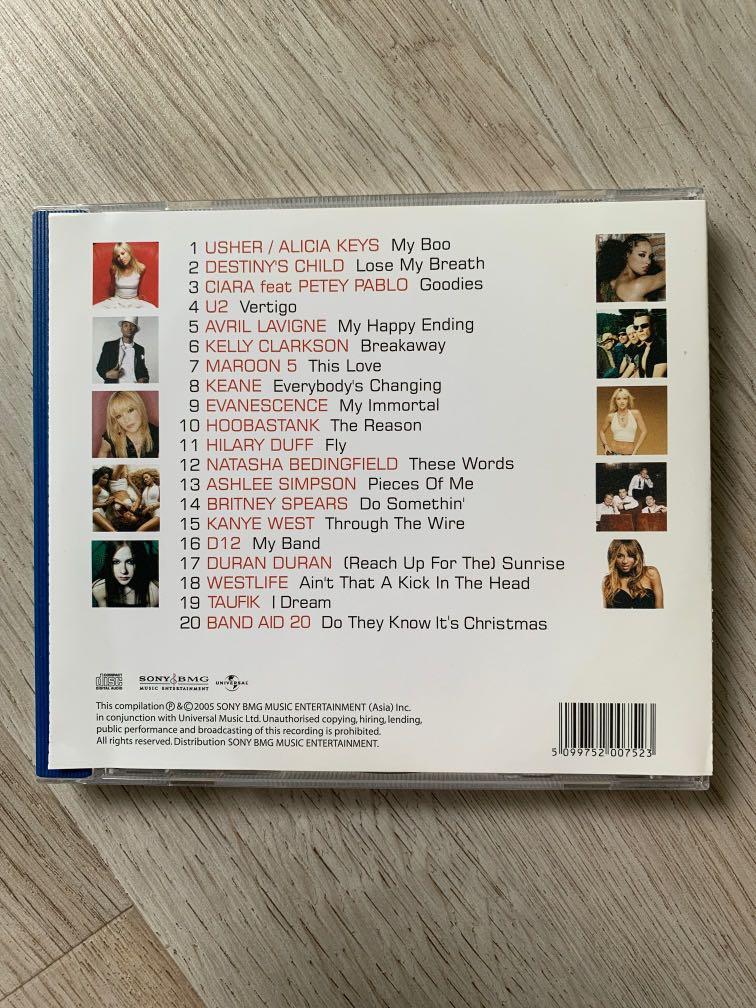 1 USHER / ALICIA KEYS My Boo
2 DESTINY'S CHILD Lose My Breath
3 CIARA feat PETEY PABLO Goodies
4 U2 Vertigo
5 AVRIL LAVIGNE My Happy Ending
6 KELLY CLARKSON Breakaway
7 MAROON 5 This Love
8 KEANE Everybody's Changing
9 EVANESCENCE My Immortal
10 HOOBASTANK The Reason
11 HILARY DUFF Fly
12 NATASHA BEDINGFIELD These Words
13 ASHLEE SIMPSON Pieces Of Me
14 BRITNEY SPEARS Do Somethin'
15 KANYE WEST Through The Wire
16 D12 My Band
17 DURAN DURAN (Reach Up For The) Sunrise
18 WESTLIFE Ain't That A Kick In The Head
19 TAUFIK I Dream
20 BAND AID 20 Do They Know It's Christmas
COMPACT disc DIGITAL AUDIO
SONY BMG MUSIC ENTERTAINMENT
UNIVERSAL
This compilation ℗ & © 2005 SONY BMG MUSIC ENTERTAINMENT (Asia) Inc.
in conjunction with Universal Music Ltd. Unauthorised copying, hiring, lending,
public performance and broadcasting of this recording is prohibited.
All rights reserved. Distribution SONY BMG MUSIC ENTERTAINMENT.
5 099752 007523